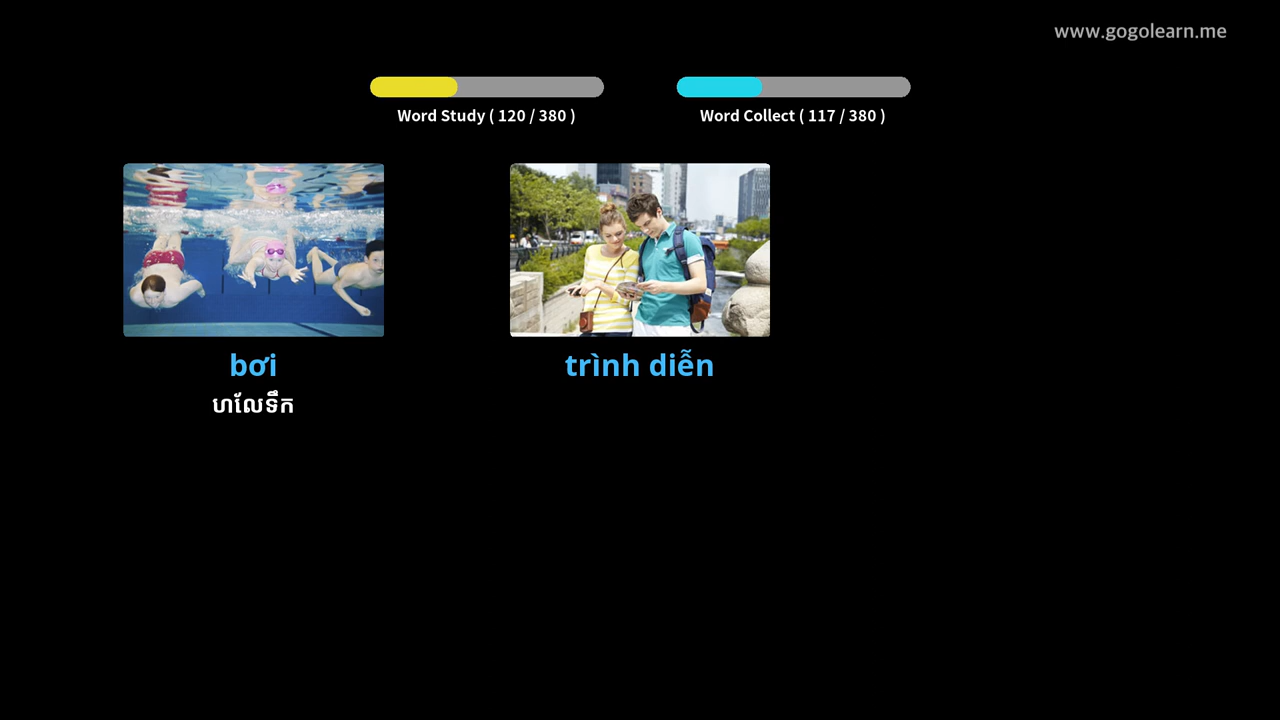 www.gogolearn.me
Word Study ( 120 / 380 )
Word Collect ( 117 / 380 )
bơi
trình diễn
ហែលទឹក